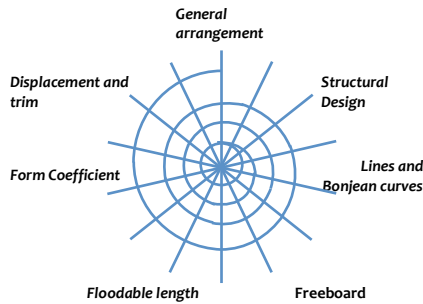 General
arrangement
Displacement and
trim
Structural
Design
Form Coefficient
Lines and
Bonjean curves
Floodable length
Freeboard